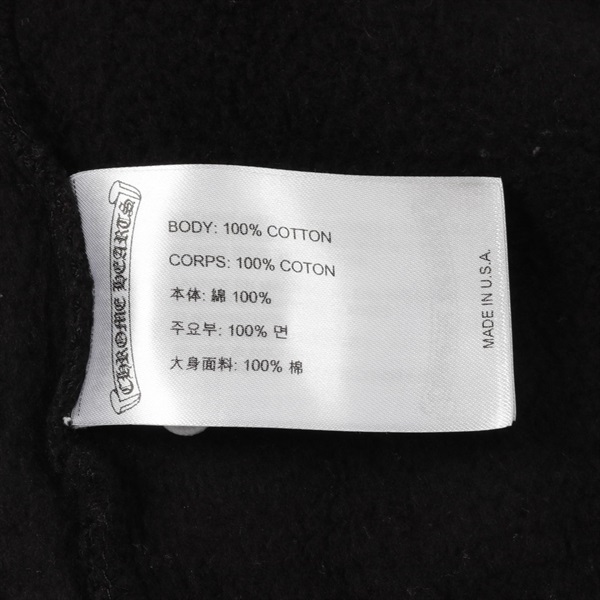 CHROME HEARTS
BODY: 100% COTTON
CORPS: 100% COTON
本体: 綿 100%
주요부: 100% 면
大身面料: 100% 棉
MADE IN U.S.A.